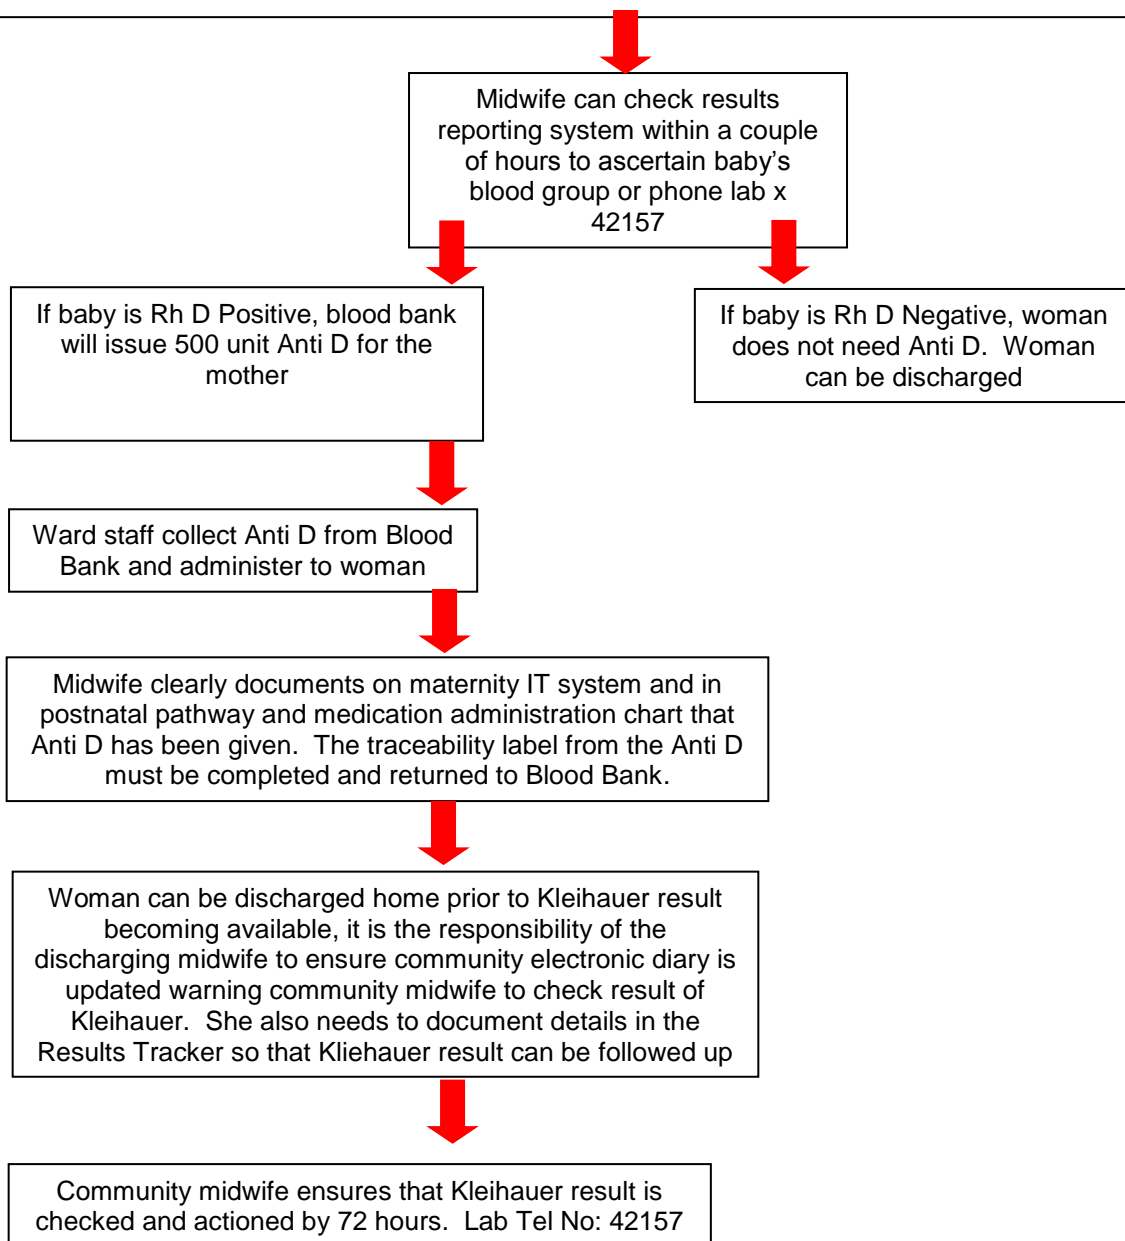 Midwife can check results
reporting system within a couple
of hours to ascertain baby’s
blood group or phone lab x
42157
If baby is Rh D Positive, blood bank
will issue 500 unit Anti D for the
mother
If baby is Rh D Negative, woman
does not need Anti D.  Woman
can be discharged
Ward staff collect Anti D from Blood
Bank and administer to woman
Midwife clearly documents on maternity IT system and in
postnatal pathway and medication administration chart that
Anti D has been given.  The traceability label from the Anti D
must be completed and returned to Blood Bank.
Woman can be discharged home prior to Kleihauer result
becoming available, it is the responsibility of the
discharging midwife to ensure community electronic diary is
updated warning community midwife to check result of
Kleihauer.  She also needs to document details in the
Results Tracker so that Kliehauer result can be followed up
Community midwife ensures that Kleihauer result is
checked and actioned by 72 hours.  Lab Tel No: 42157